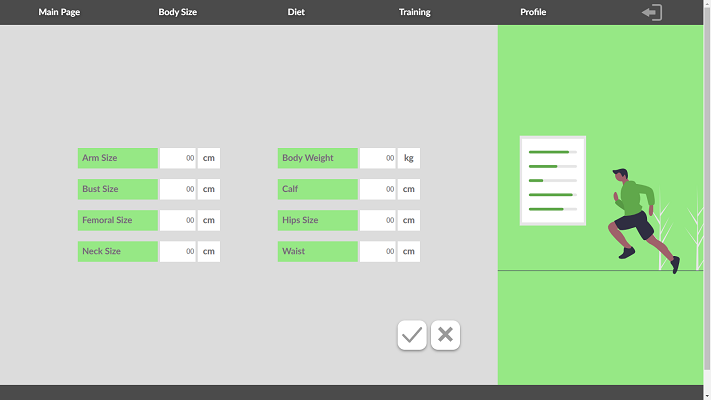 Main Page Body Size Diet Training Profile
Arm Size 00 cm Body Weight 00 kg
Bust Size 00 cm Calf 00 cm
Femoral Size 00 cm Hips Size 00 cm
Neck Size 00 cm Waist 00 cm